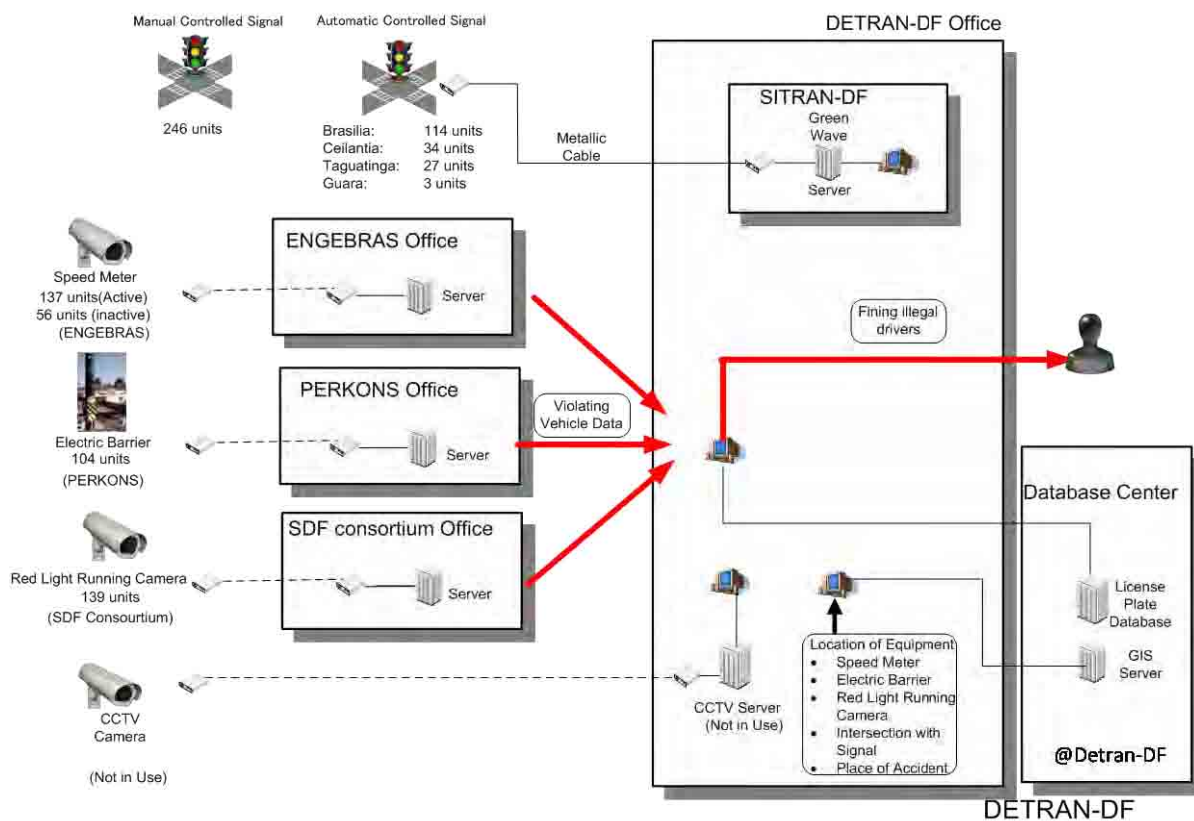 Manual Controlled Signal
Automatic Controlled Signal
DETRAN-DF Office
246 units
Brasilia: 114 units
Ceilantia: 34 units
Taguatinga: 27 units
Guara: 3 units
Metallic
Cable
SITRAN-DF
Green
Wave
Server
Speed Meter
137 units(Active)
56 units (inactive)
(ENGEBRAS)
ENGEBRAS Office
Server
Fining illegal
drivers
Electric Barrier
104 units
(PERKONS)
PERKONS Office
Server
Violating
Vehicle Data
Red Light Running Camera
139 units
(SDF Consourtium)
SDF consortium Office
Server
CCTV
Camera
(Not in Use)
CCTV Server
(Not in Use)
Location of Equipment
• Speed Meter
• Electric Barrier
• Red Light Running
Camera
• Intersection with
Signal
• Place of Accident
Database Center
License
Plate
Database
GIS
Server
@Detran-DF
DETRAN-DF